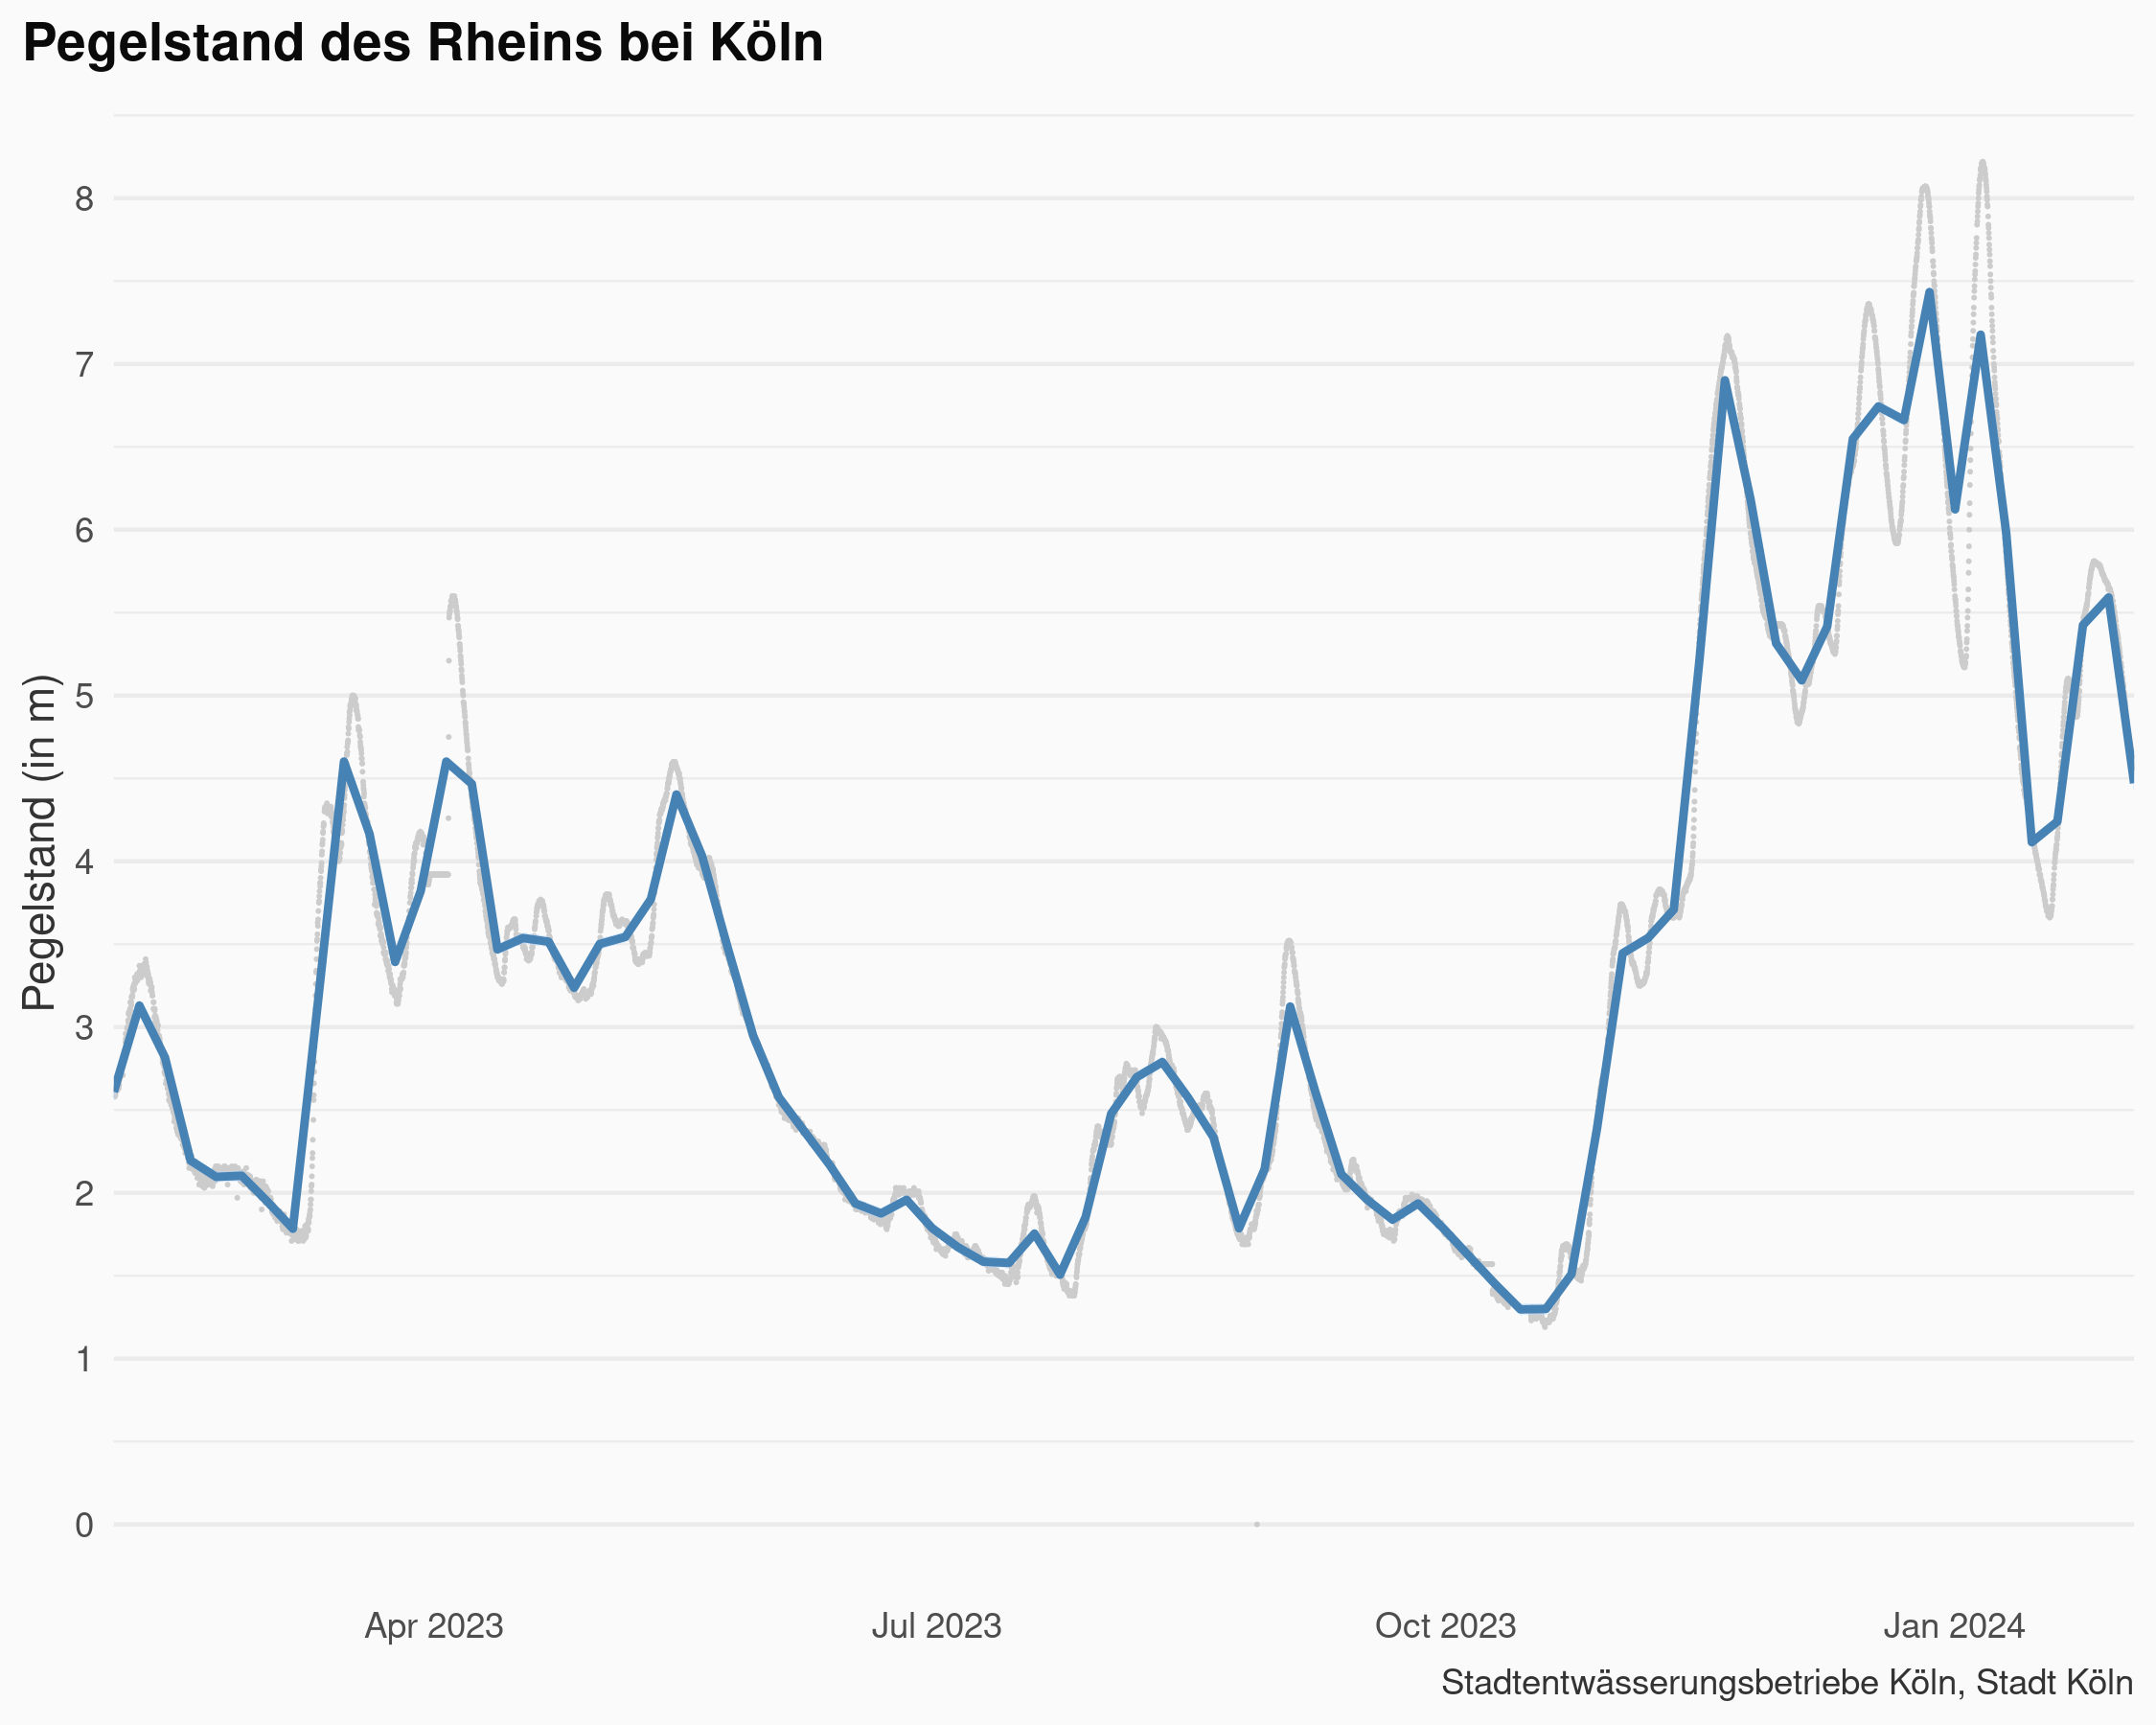 Pegelstand des Rheins bei Köln
Pegelstand (in m)
8
7
6
5
4
3
2
1
0
Apr 2023 Jul 2023 Oct 2023 Jan 2024
Stadtentwässerungsbetriebe Köln, Stadt Köln